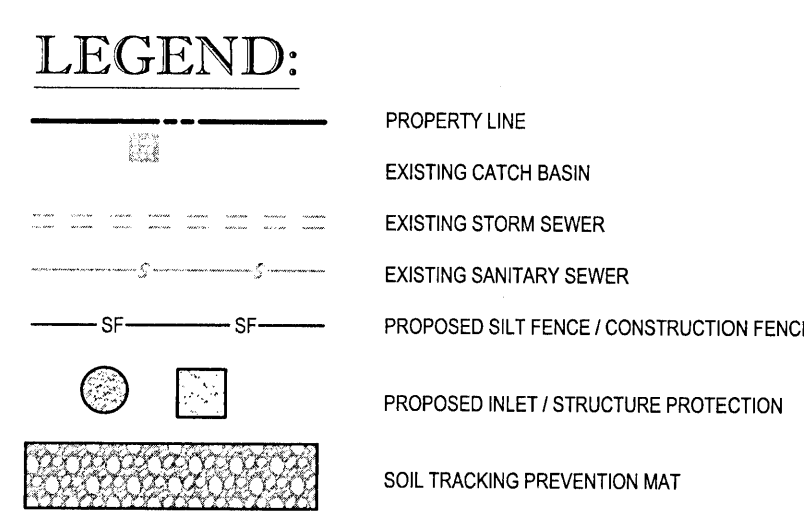 LEGEND:
PROPERTY LINE
EXISTING CATCH BASIN
EXISTING STORM SEWER
S S
EXISTING SANITARY SEWER
SF SF
PROPOSED SILT FENCE / CONSTRUCTION FENC
PROPOSED INLET / STRUCTURE PROTECTION
SOIL TRACKING PREVENTION MAT